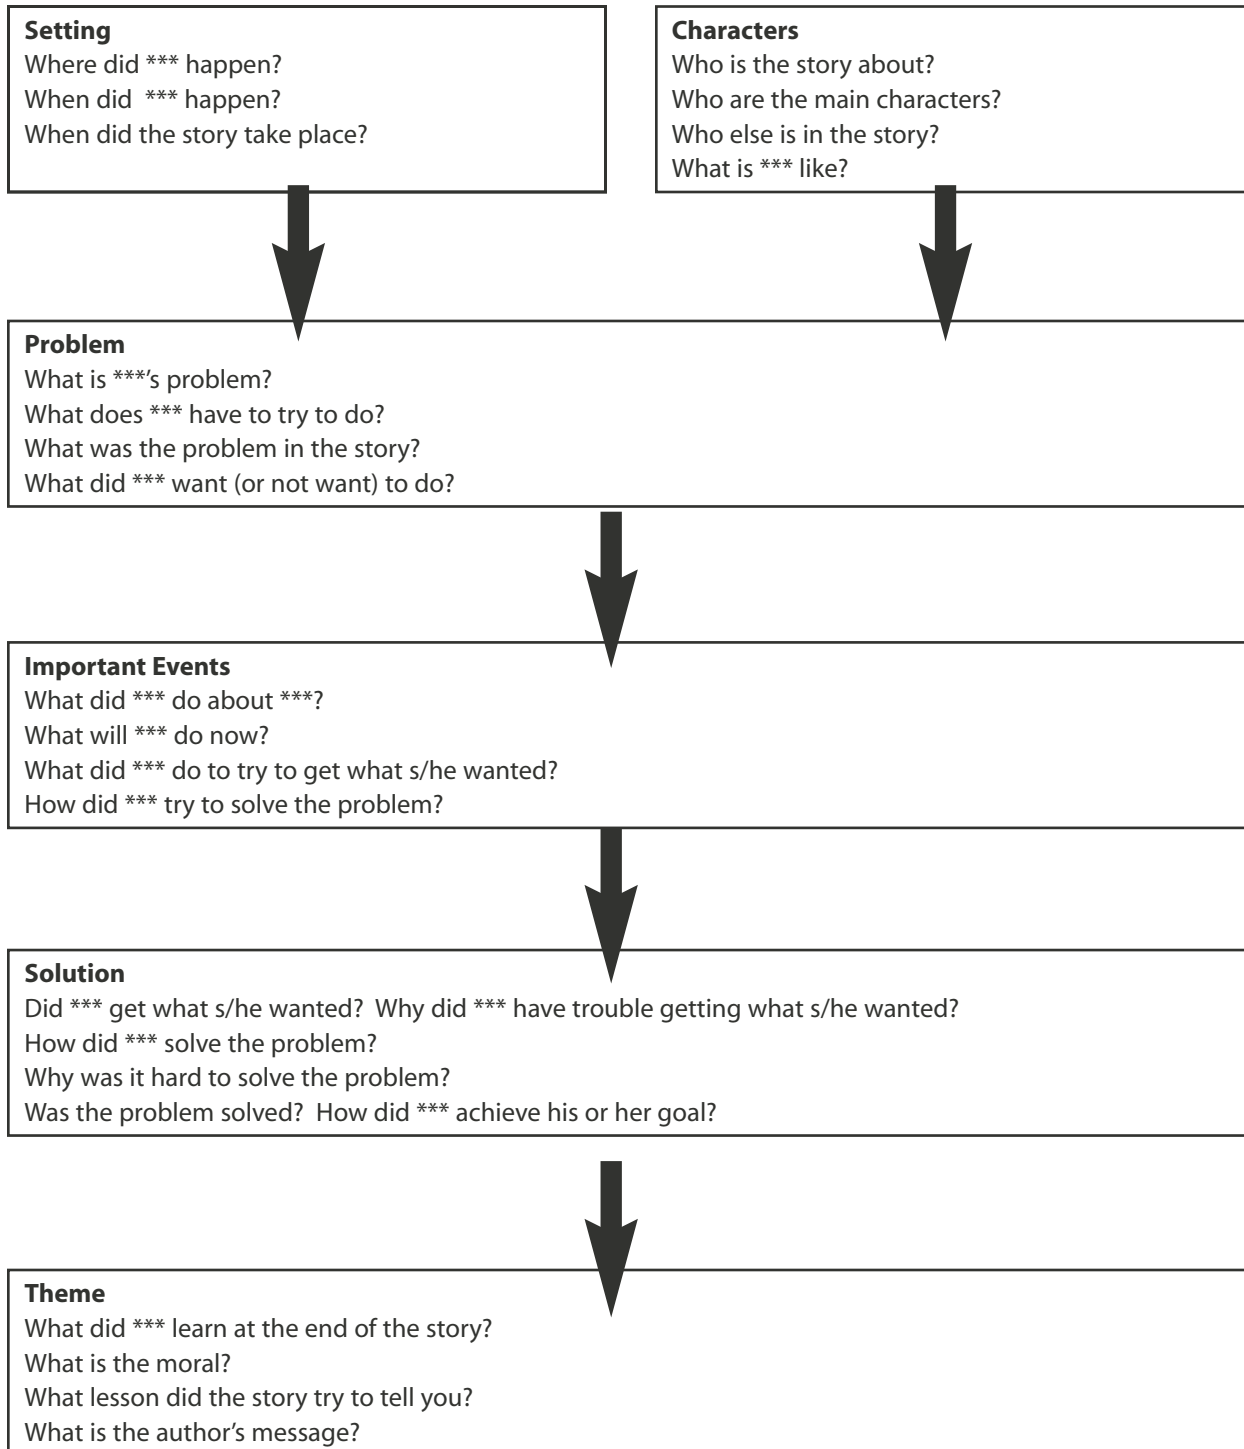 Setting
Where did *** happen?
When did  *** happen?
When did the story take place?
Characters
Who is the story about?
Who are the main characters?
Who else is in the story?
What is *** like?
Problem
What is ***'s problem?
What does *** have to try to do?
What was the problem in the story?
What did *** want (or not want) to do?
Important Events
What did *** do about ***?
What will *** do now?
What did *** do to try to get what s/he wanted?
How did *** try to solve the problem?
Solution
Did *** get what s/he wanted?  Why did *** have trouble getting what s/he wanted?
How did *** solve the problem?
Why was it hard to solve the problem?
Was the problem solved?  How did *** achieve his or her goal?
Theme
What did *** learn at the end of the story?
What is the moral?
What lesson did the story try to tell you?
What is the author's message?